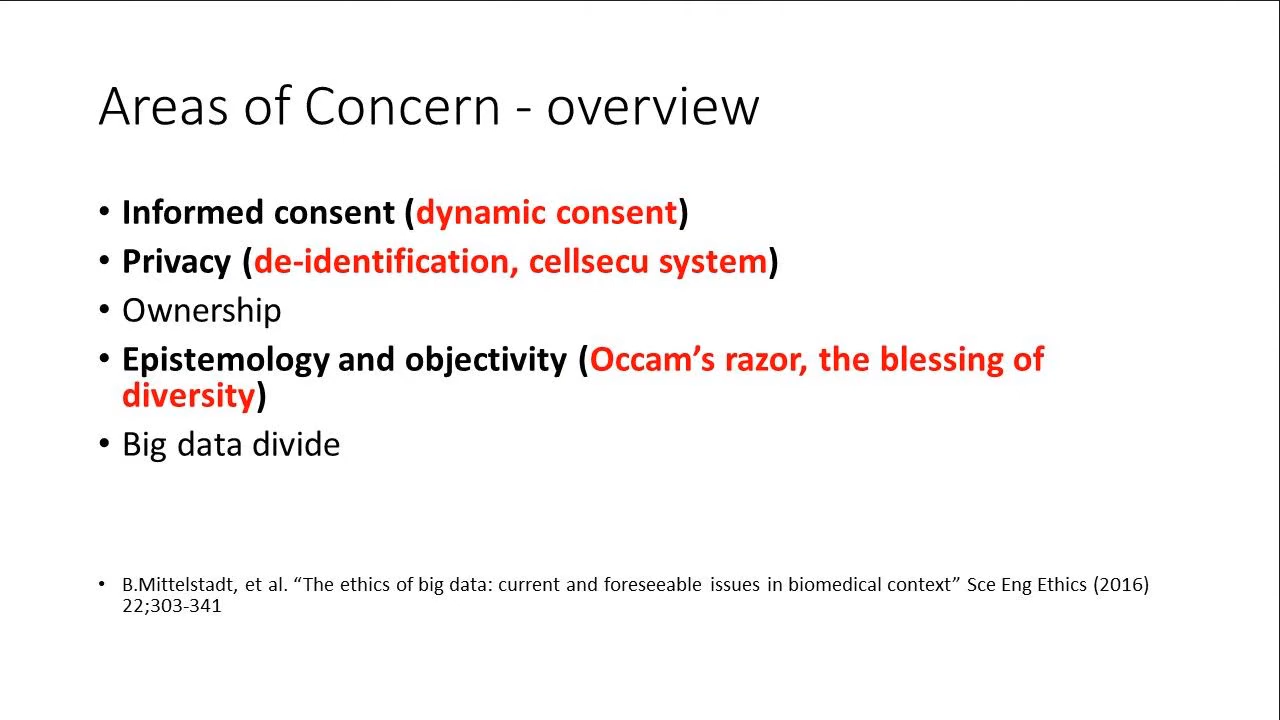 Areas of Concern - overview
• Informed consent (dynamic consent)
• Privacy (de-identification, cellsecu system)
• Ownership
• Epistemology and objectivity (Occam’s razor, the blessing of
diversity)
• Big data divide
• B.Mittelstadt, et al. “The ethics of big data: current and foreseeable issues in biomedical context” Sce Eng Ethics (2016)
22;303-341